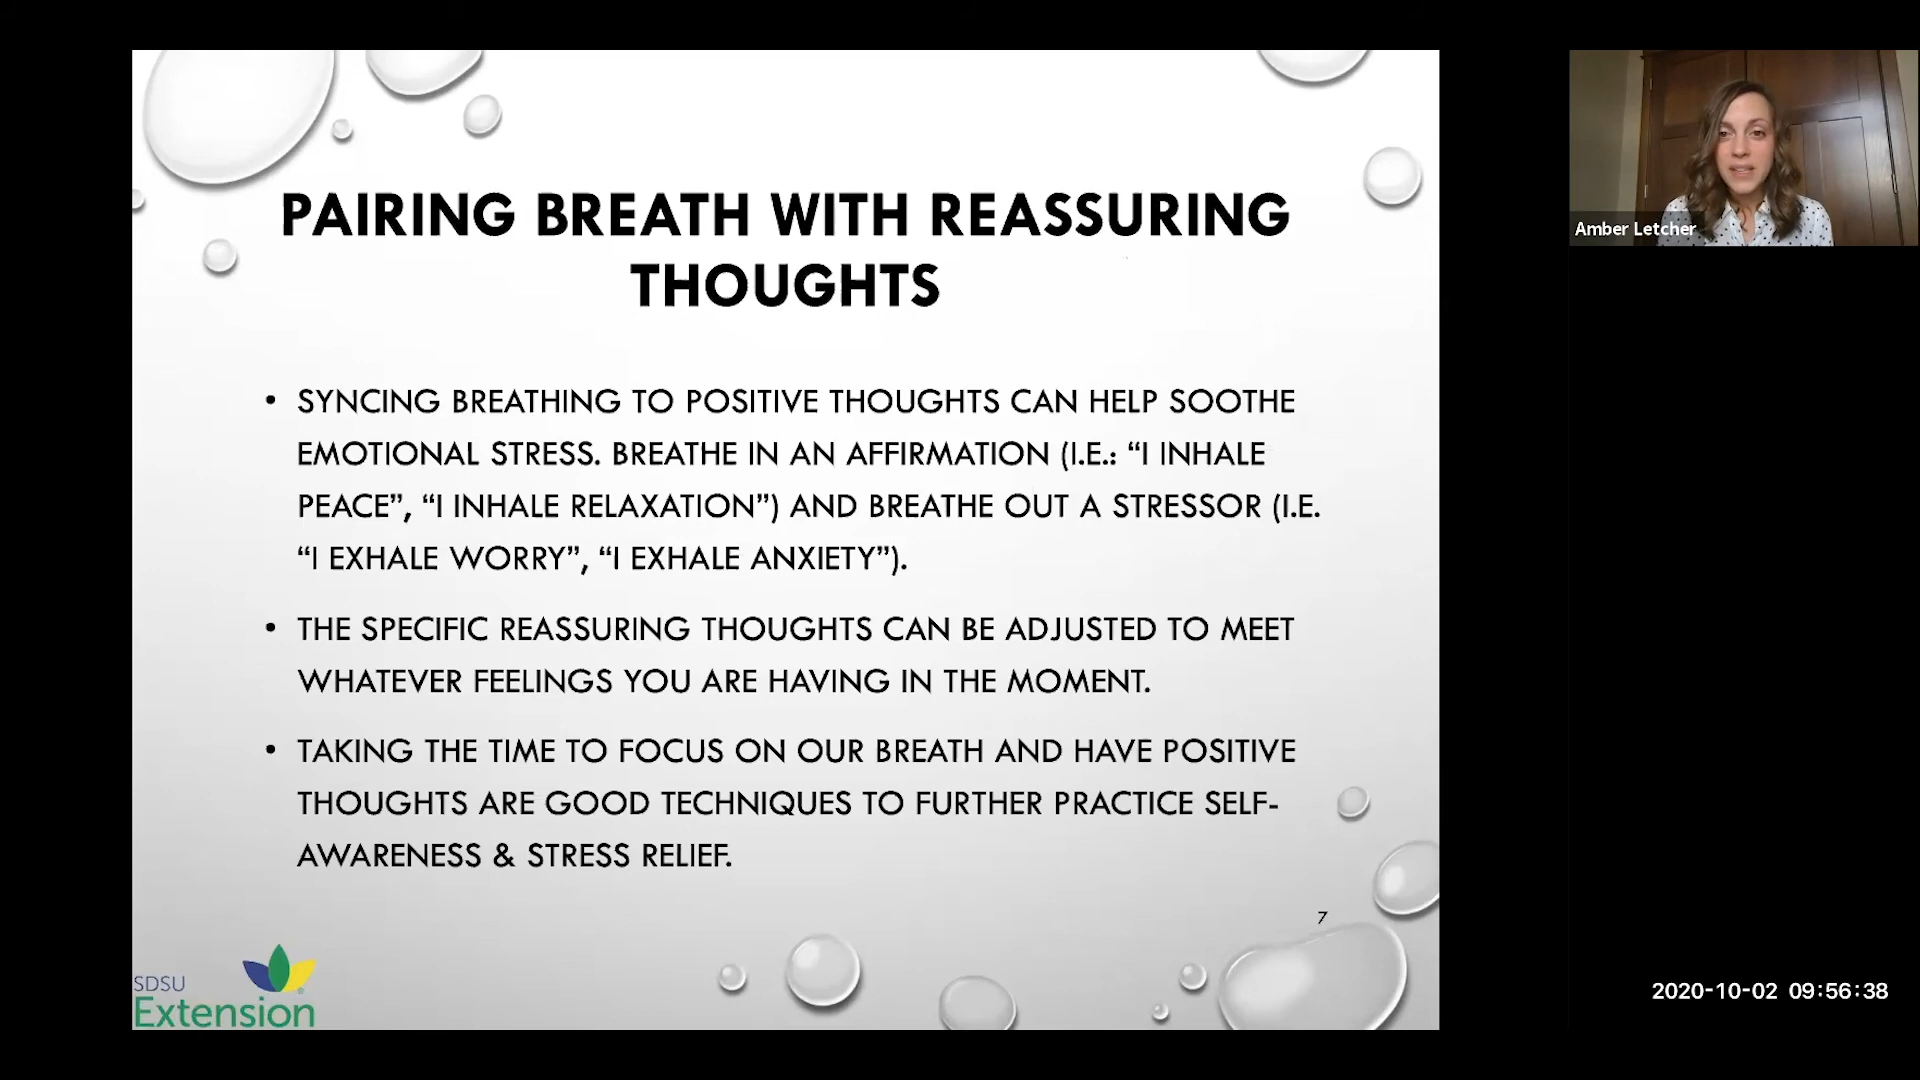 PAIRING BREATH WITH REASSURING
THOUGHTS
• SYNCING BREATHING TO POSITIVE THOUGHTS CAN HELP SOOTHE
EMOTIONAL STRESS. BREATHE IN AN AFFIRMATION (I.E.: “I INHALE
PEACE”, “I INHALE RELAXATION”) AND BREATHE OUT A STRESSOR (I.E.
“I EXHALE WORRY”, “I EXHALE ANXIETY”).
• THE SPECIFIC REASSURING THOUGHTS CAN BE ADJUSTED TO MEET
WHATEVER FEELINGS YOU ARE HAVING IN THE MOMENT.
• TAKING THE TIME TO FOCUS ON OUR BREATH AND HAVE POSITIVE
THOUGHTS ARE GOOD TECHNIQUES TO FURTHER PRACTICE SELF-
AWARENESS & STRESS RELIEF.
7
SDSU
Extension
Amber Letcher
2020-10-02 09:56:38